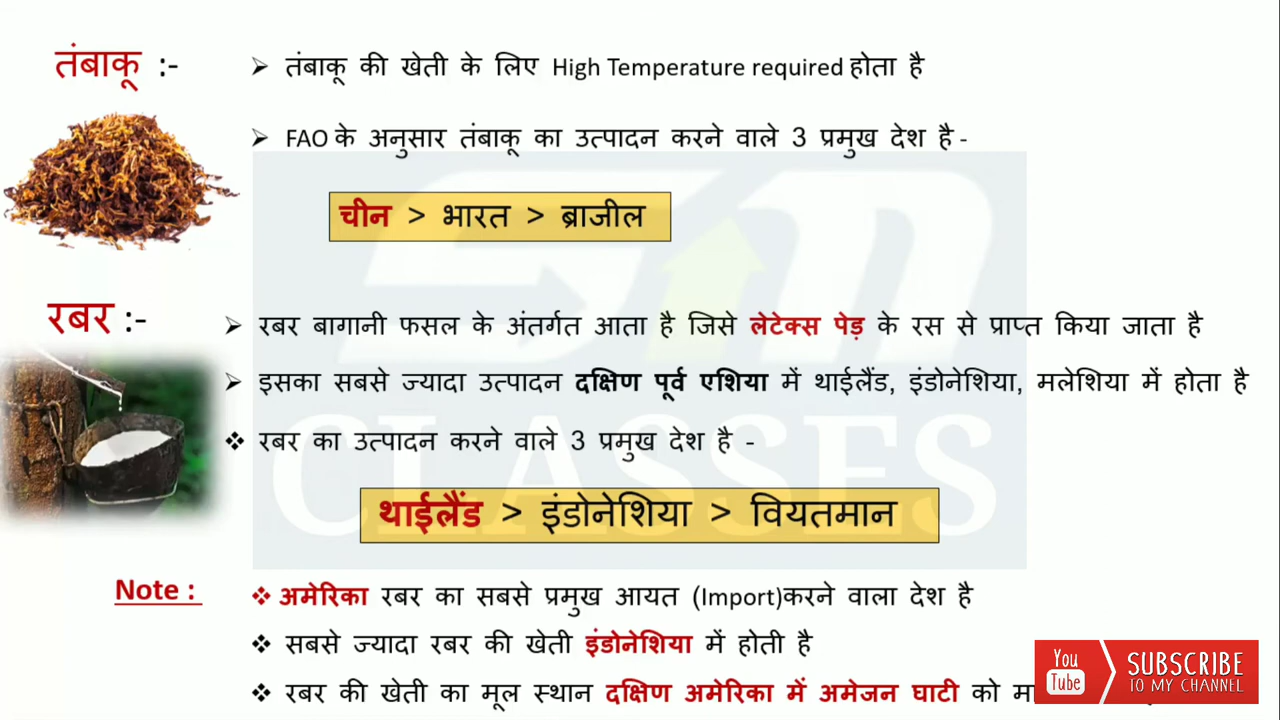 तंबाकू :-
➢ तंबाकू की खेती के लिए High Temperature required होता है
➢ FAO के अनुसार तंबाकू का उत्पादन करने वाले 3 प्रमुख देश है -
चीन > भारत > ब्राजील
रबर :-
➢ रबर बागानी फसल के अंतर्गत आता है जिसे लेटेक्स पेड़ के रस से प्राप्त किया जाता है
➢ इसका सबसे ज्यादा उत्पादन दक्षिण पूर्व एशिया में थाईलैंड, इंडोनेशिया, मलेशिया में होता है
❖ रबर का उत्पादन करने वाले 3 प्रमुख देश है -
थाईलैंड > इंडोनेशिया > वियतमान
Note :
❖ अमेरिका रबर का सबसे प्रमुख आयत (Import)करने वाला देश है
❖ सबसे ज्यादा रबर की खेती इंडोनेशिया में होती है
❖ रबर की खेती का मूल स्थान दक्षिण अमेरिका में अमेजन घाटी को
You Tube
SUBSCRIBE
TO MY CHANNEL
CLASSES